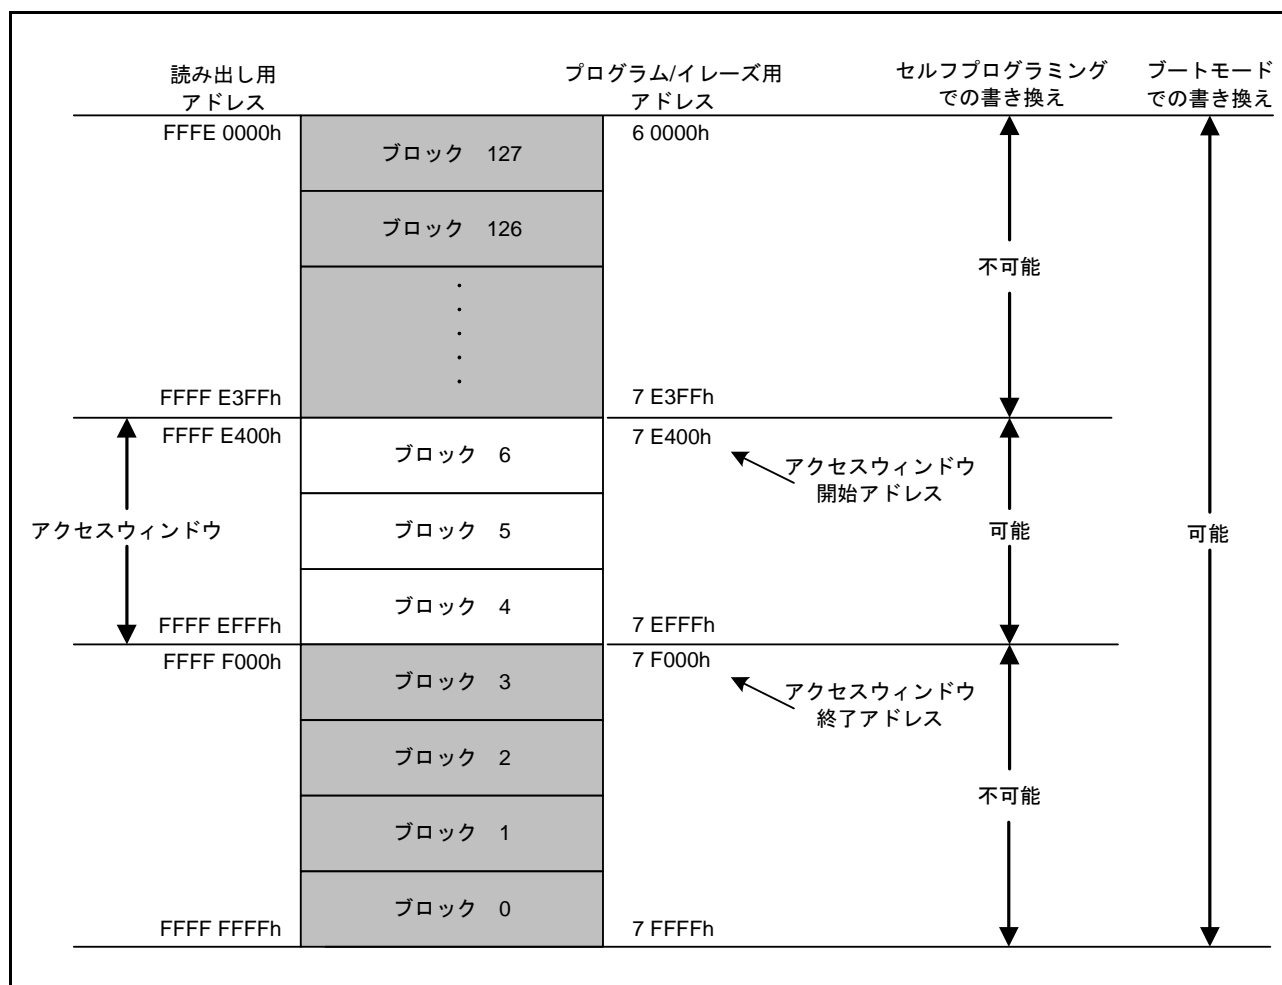 読み出し用
アドレス
プログラム/イレーズ用
アドレス
セルフプログラミング
での書き換え
ブートモード
での書き換え
FFFE 0000h
ブロック 127
6 0000h
ブロック 126
不可能
FFFF E3FFh
7 E3FFh
FFFF E400h
ブロック 6
7 E400h
アクセスウィンドウ
開始アドレス
アクセスウィンドウ
ブロック 5
可能
可能
ブロック 4
FFFF EFFFh
7 EFFFh
FFFF F000h
ブロック 3
7 F000h
アクセスウィンドウ
終了アドレス
ブロック 2
不可能
ブロック 1
ブロック 0
FFFF FFFFh
7 FFFFh